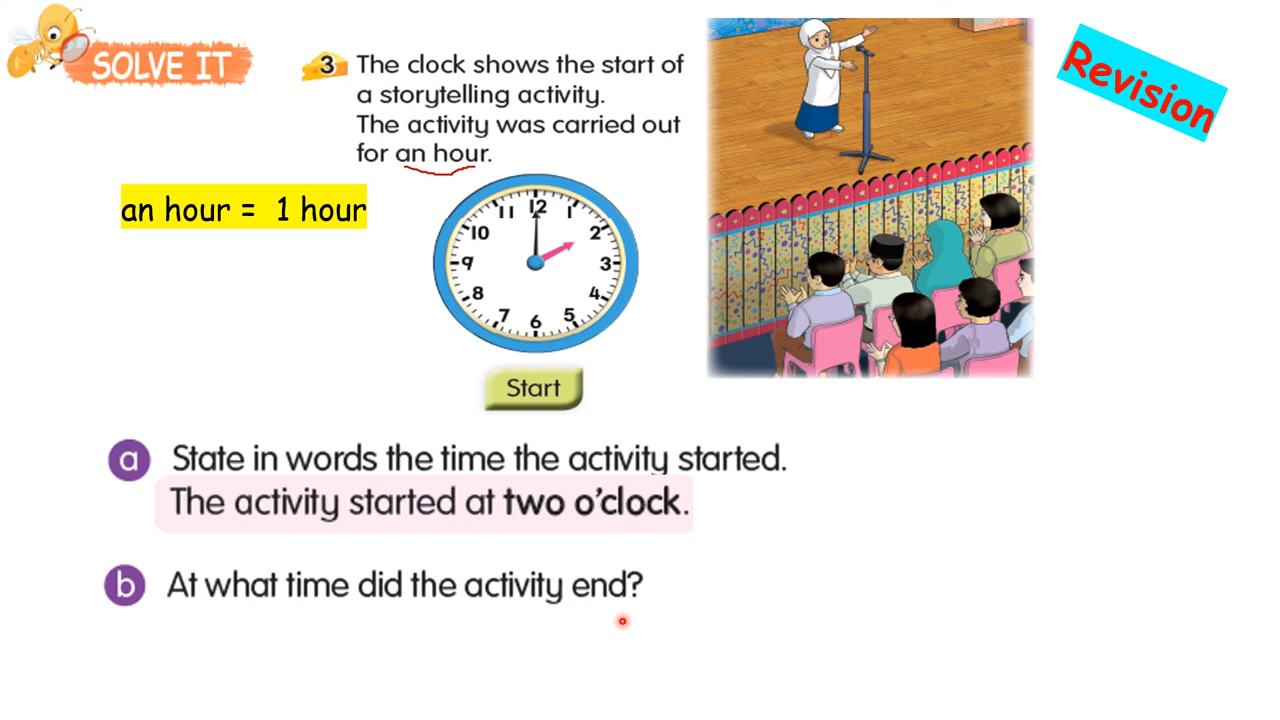 SOLVE IT
3 The clock shows the start of
a storytelling activity.
The activity was carried out
for an hour.
Revision
an hour = 1 hour
12
11 1
10 2
9 3
8 4
7 5
6
Start
a State in words the time the activity started.
The activity started at two o'clock.
b At what time did the activity end?